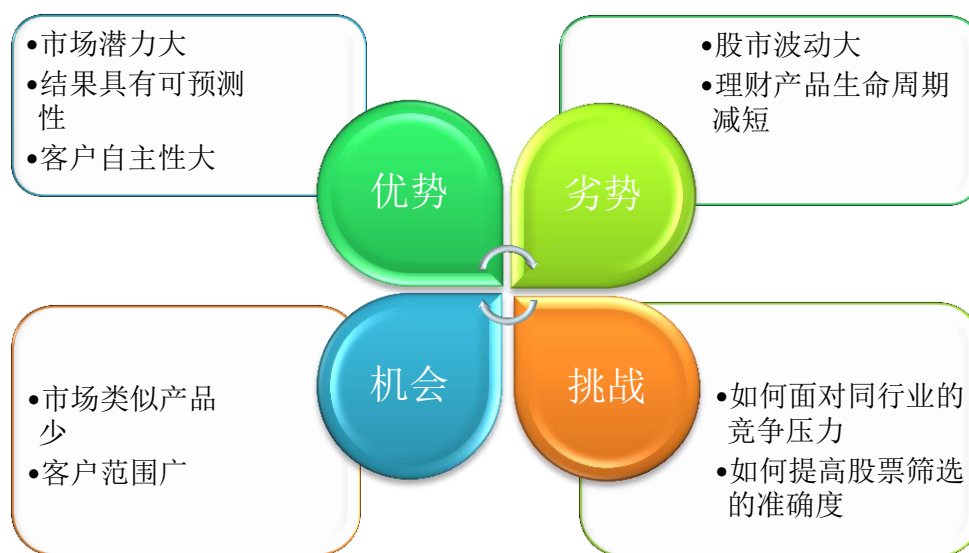 •市场潜力大
•结果具有可预测
性
•客户自主性大
优势
•股市波动大
•理财产品生命周期
减短
劣势
•市场类似产品
少
•客户范围广
机会
•如何面对同行业的
竞争压力
•如何提高股票筛选
的准确度
挑战